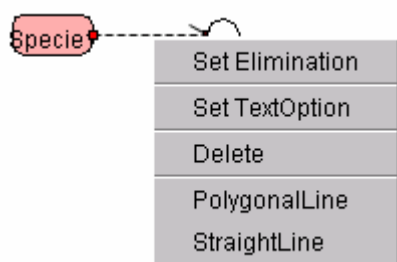 Specie
Set Elimination
Set TextOption
Delete
PolygonalLine
StraightLine